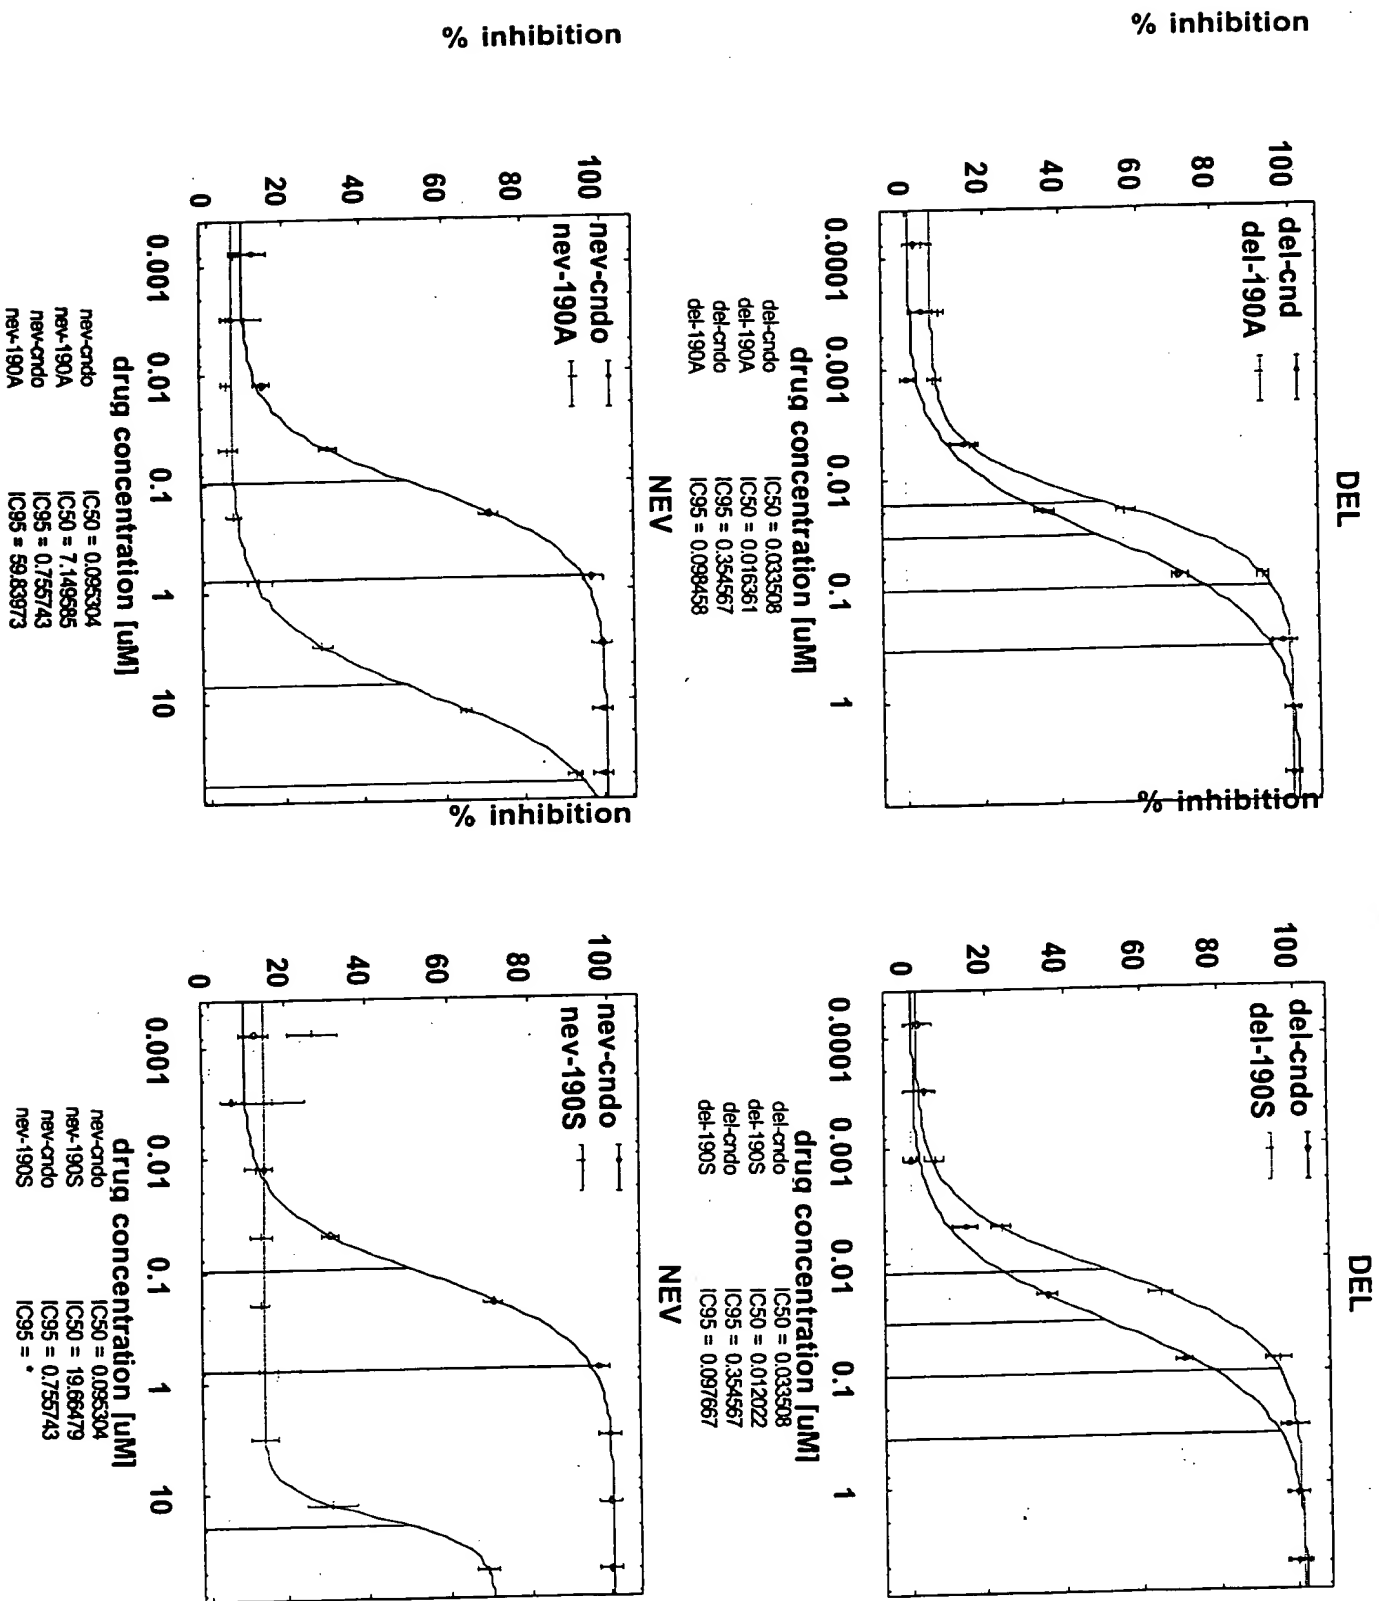 DEL
% inhibition
100
80
60
40
20
0
del-cnd
del-190A
0.0001
0.001
0.01
0.1
1
drug concentration [uM]
del-cndo IC50 = 0.033508
del-190A IC50 = 0.016361
del-cndo IC95 = 0.354567
del-190A IC95 = 0.098458
DEL
% inhibition
100
80
60
40
20
0
del-cndo
del-190S
0.0001
0.001
0.01
0.1
1
drug concentration [uM]
del-cndo IC50 = 0.033508
del-190S IC50 = 0.012022
del-cndo IC95 = 0.354567
del-190S IC95 = 0.097667
NEV
% inhibition
100
80
60
40
20
0
nev-cndo
nev-190A
0.001
0.01
0.1
1
10
drug concentration [uM]
nev-cndo IC50 = 0.095304
nev-190A IC50 = 7.149585
nev-cndo IC95 = 0.755743
nev-190A IC95 = 59.83973
NEV
% inhibition
100
80
60
40
20
0
nev-cndo
nev-190S
0.001
0.01
0.1
1
10
drug concentration [uM]
nev-cndo IC50 = 0.095304
nev-190S IC50 = 19.66479
nev-cndo IC95 = 0.755743
nev-190S IC95 = *